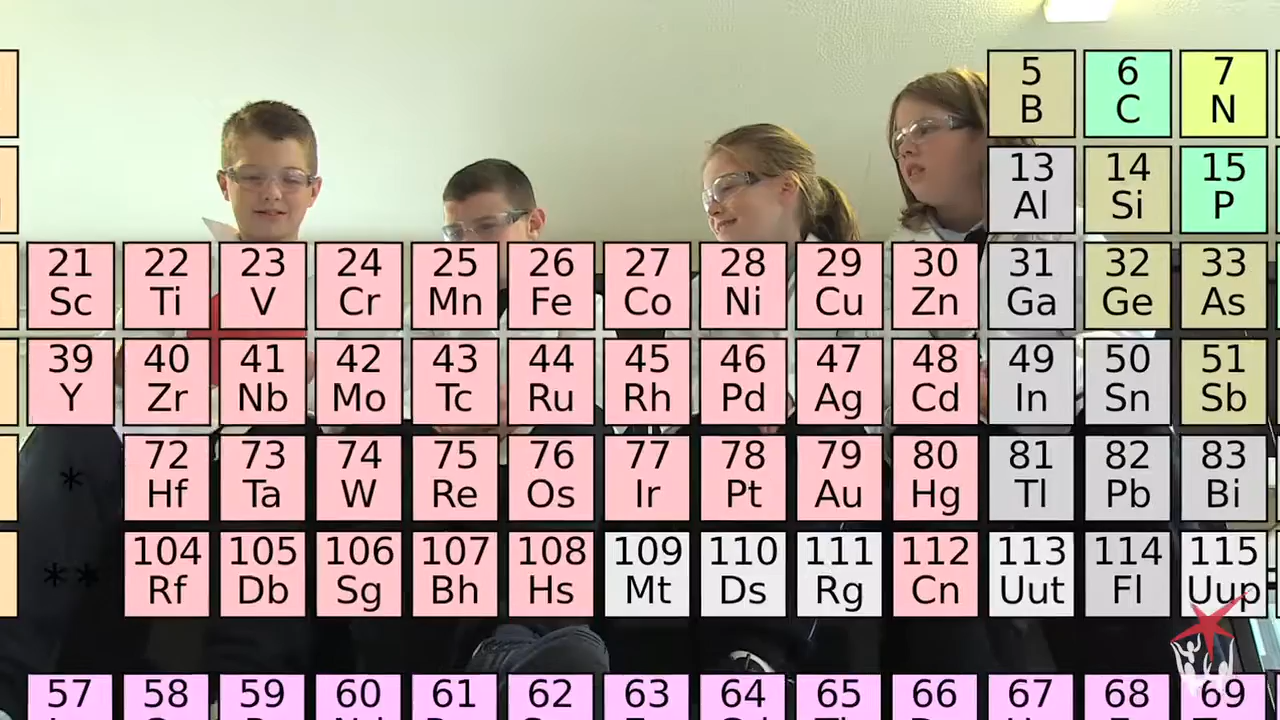 5 6 7
B C N
13 14 15
Al Si P
21 22 23 24 25 26 27 28 29 30 31 32 33
Sc Ti V Cr Mn Fe Co Ni Cu Zn Ga Ge As
39 40 41 42 43 44 45 46 47 48 49 50 51
Y Zr Nb Mo Tc Ru Rh Pd Ag Cd In Sn Sb
* 72 73 74 75 76 77 78 79 80 81 82 83
Hf Ta W Re Os Ir Pt Au Hg Tl Pb Bi
** 104 105 106 107 108 109 110 111 112 113 114 115
Rf Db Sg Bh Hs Mt Ds Rg Cn Uut Fl Uup
57 58 59 60 61 62 63 64 65 66 67 68 69